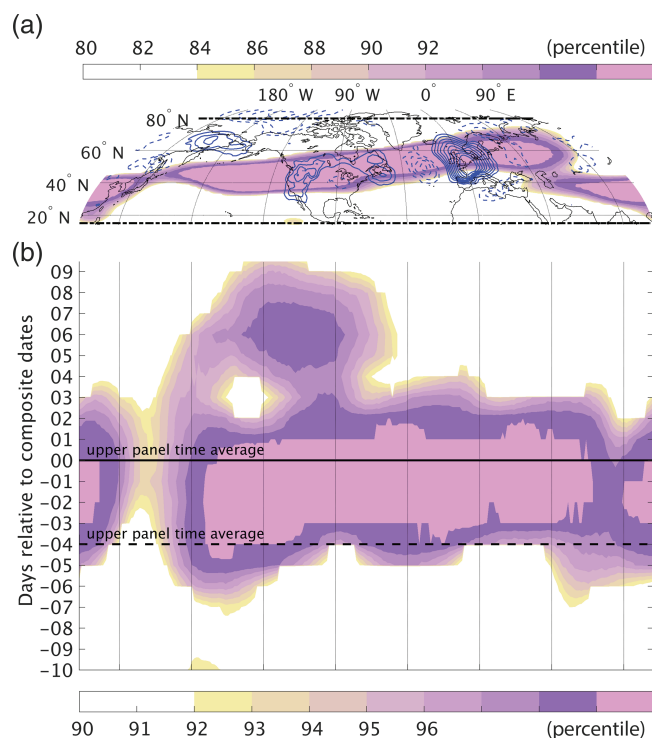 (a)
80 82 84 86 88 90 92 (percentile)
180° W 90° W 0° 90° E
80° N
60° N
40° N
20° N
(b)
Days relative to composite dates
09
08
07
06
05
04
03
02
01
00
−01
−02
−03
−04
−05
−06
−07
−08
−09
−10
upper panel time average
upper panel time average
90 91 92 93 94 95 96 (percentile)